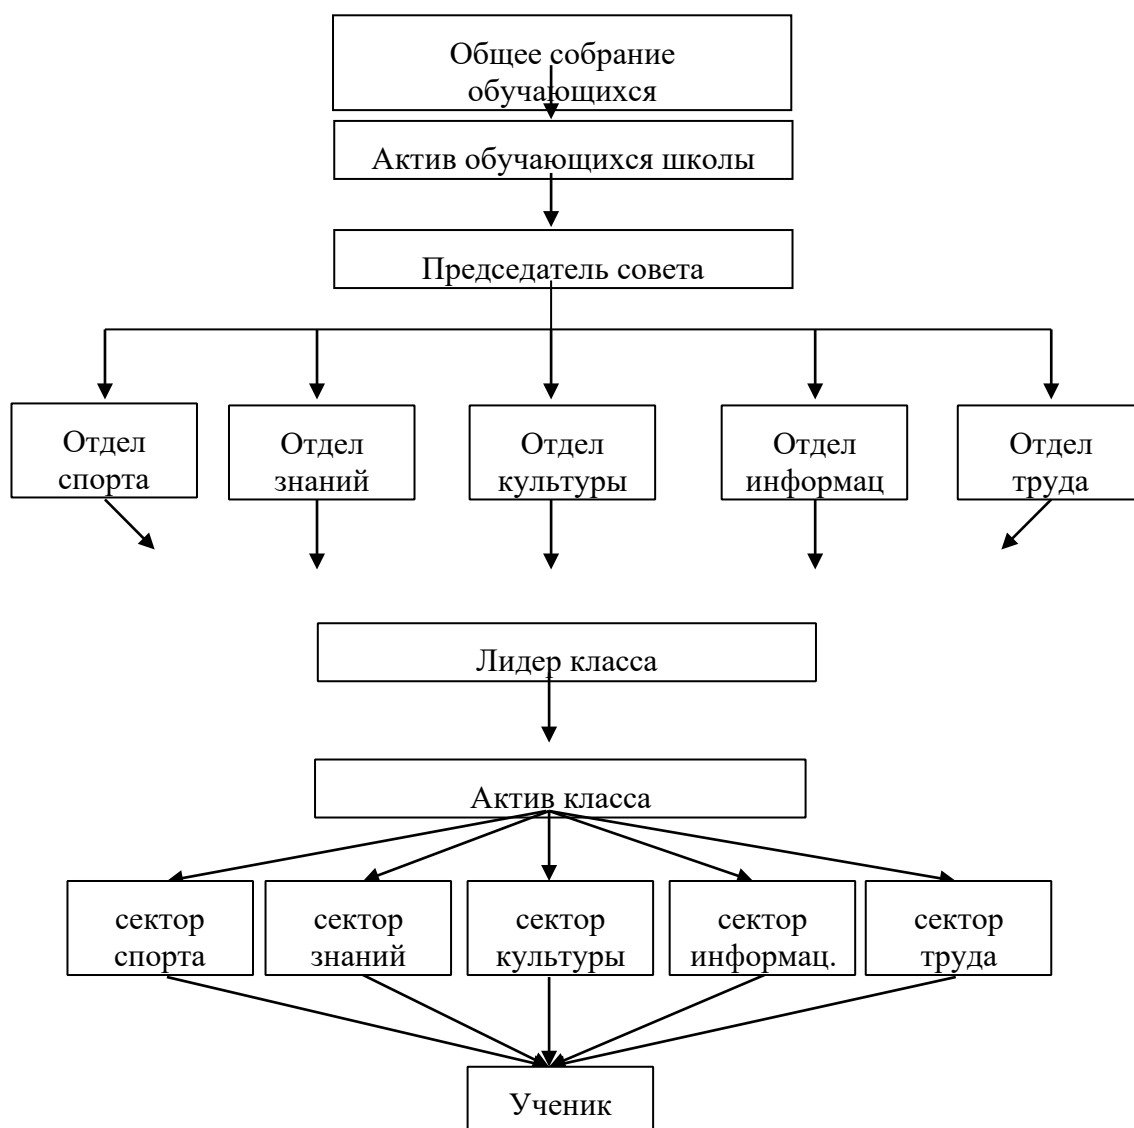 Общее собрание
обучающихся
Актив обучающихся школы
Председатель совета
Отдел
спорта
Отдел
знаний
Отдел
культуры
Отдел
информац
Отдел
труда
Лидер класса
Актив класса
сектор
спорта
сектор
знаний
сектор
культуры
сектор
информац.
сектор
труда
Ученик